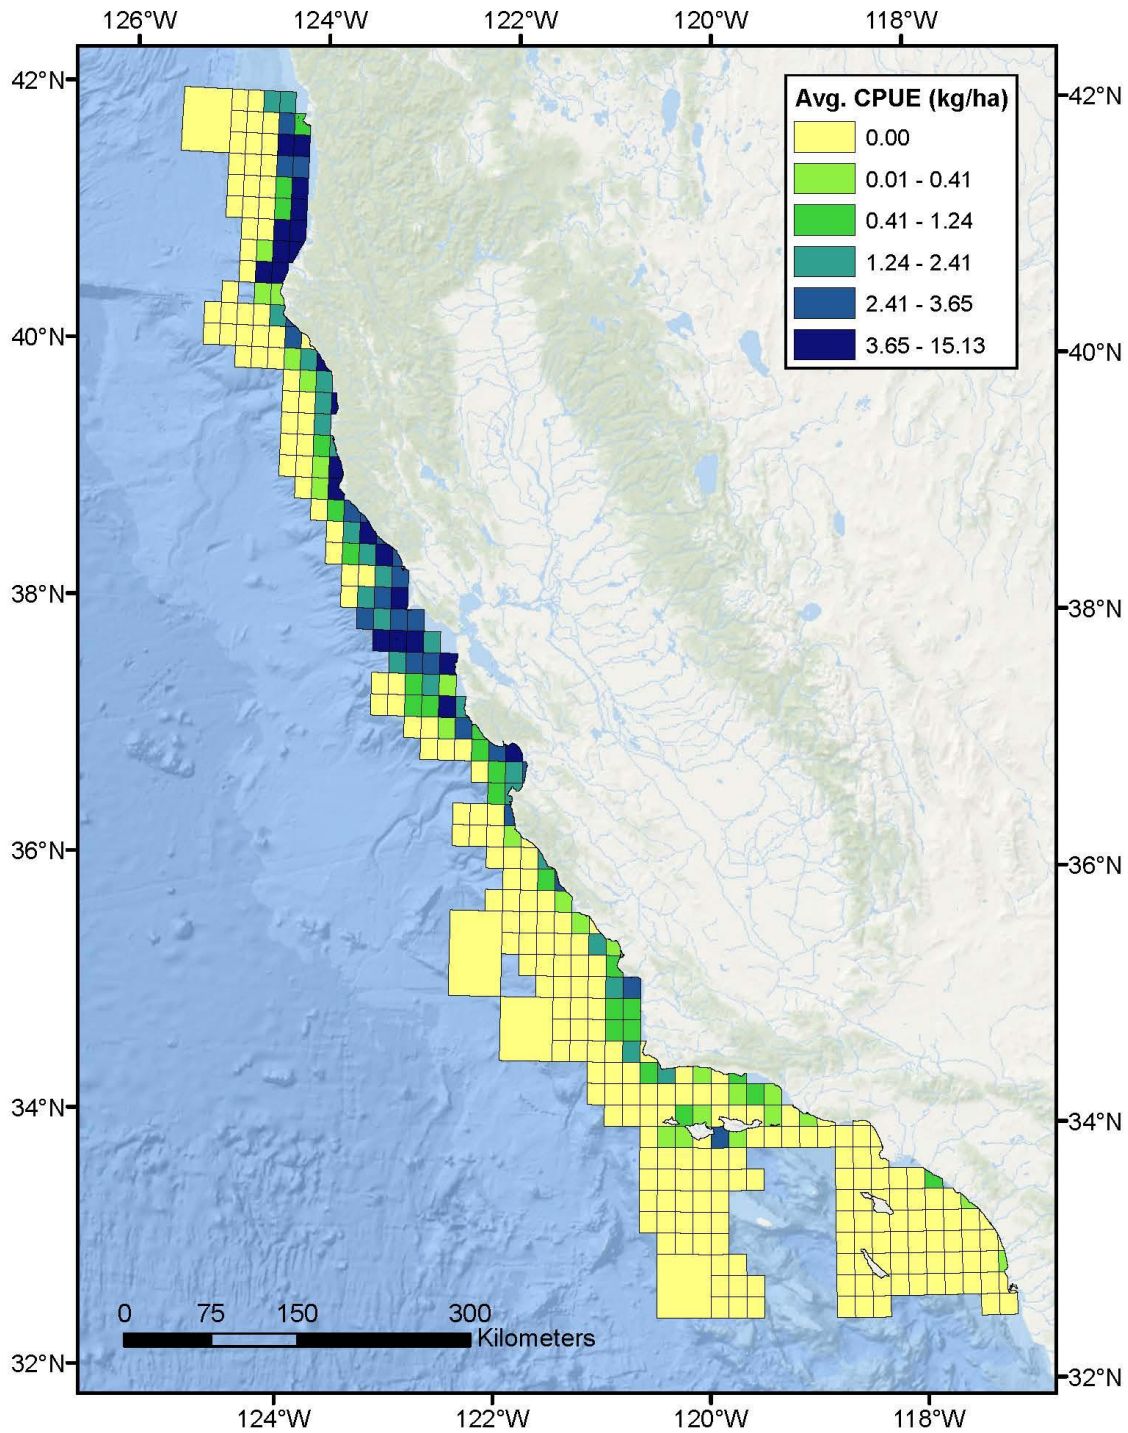 126°W 124°W 122°W 120°W 118°W
42°N
42°N
Avg. CPUE (kg/ha)
0.00
0.01 - 0.41
0.41 - 1.24
1.24 - 2.41
2.41 - 3.65
3.65 - 15.13
40°N
40°N
38°N
38°N
36°N
36°N
34°N
34°N
0 75 150 300
Kilometers
32°N
32°N
124°W 122°W 120°W 118°W